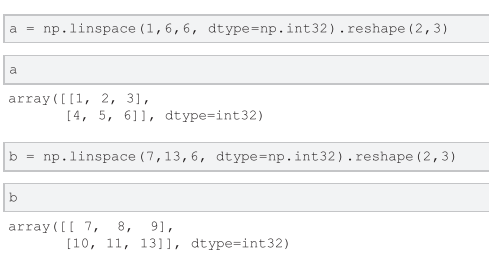 a = np.linspace(1,6,6, dtype=np.int32).reshape(2,3)
a
array([[1, 2, 3],
       [4, 5, 6]], dtype=int32)
b = np.linspace(7,13,6, dtype=np.int32).reshape(2,3)
b
array([[ 7,  8,  9],
       [10, 11, 13]], dtype=int32)